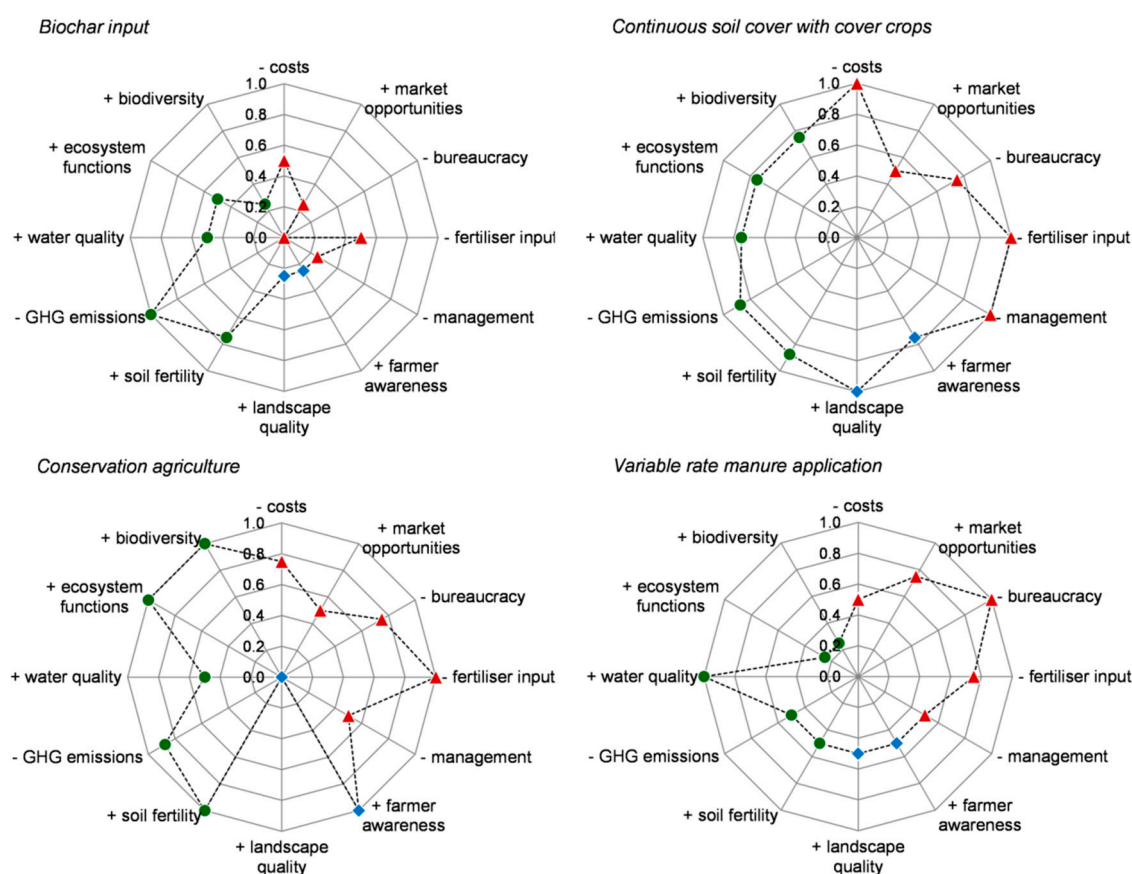 Biochar input
- costs
+ market
opportunities
- bureaucracy
- fertiliser input
- management
+ farmer
awareness
+ landscape
quality
+ soil fertility
- GHG emissions
+ water quality
+ ecosystem
functions
+ biodiversity
1.0
0.8
0.6
0.4
0.2
0.0
Continuous soil cover with cover crops
- costs
+ market
opportunities
- bureaucracy
- fertiliser input
- management
+ farmer
awareness
+ landscape
quality
+ soil fertility
- GHG emissions
+ water quality
+ ecosystem
functions
+ biodiversity
1.0
0.8
0.6
0.4
0.2
0.0
Conservation agriculture
- costs
+ market
opportunities
- bureaucracy
- fertiliser input
- management
+ farmer
awareness
+ landscape
quality
+ soil fertility
- GHG emissions
+ water quality
+ ecosystem
functions
+ biodiversity
1.0
0.8
0.6
0.4
0.2
0.0
Variable rate manure application
- costs
+ market
opportunities
- bureaucracy
- fertiliser input
- management
+ farmer
awareness
+ landscape
quality
+ soil fertility
- GHG emissions
+ water quality
+ ecosystem
functions
+ biodiversity
1.0
0.8
0.6
0.4
0.2
0.0